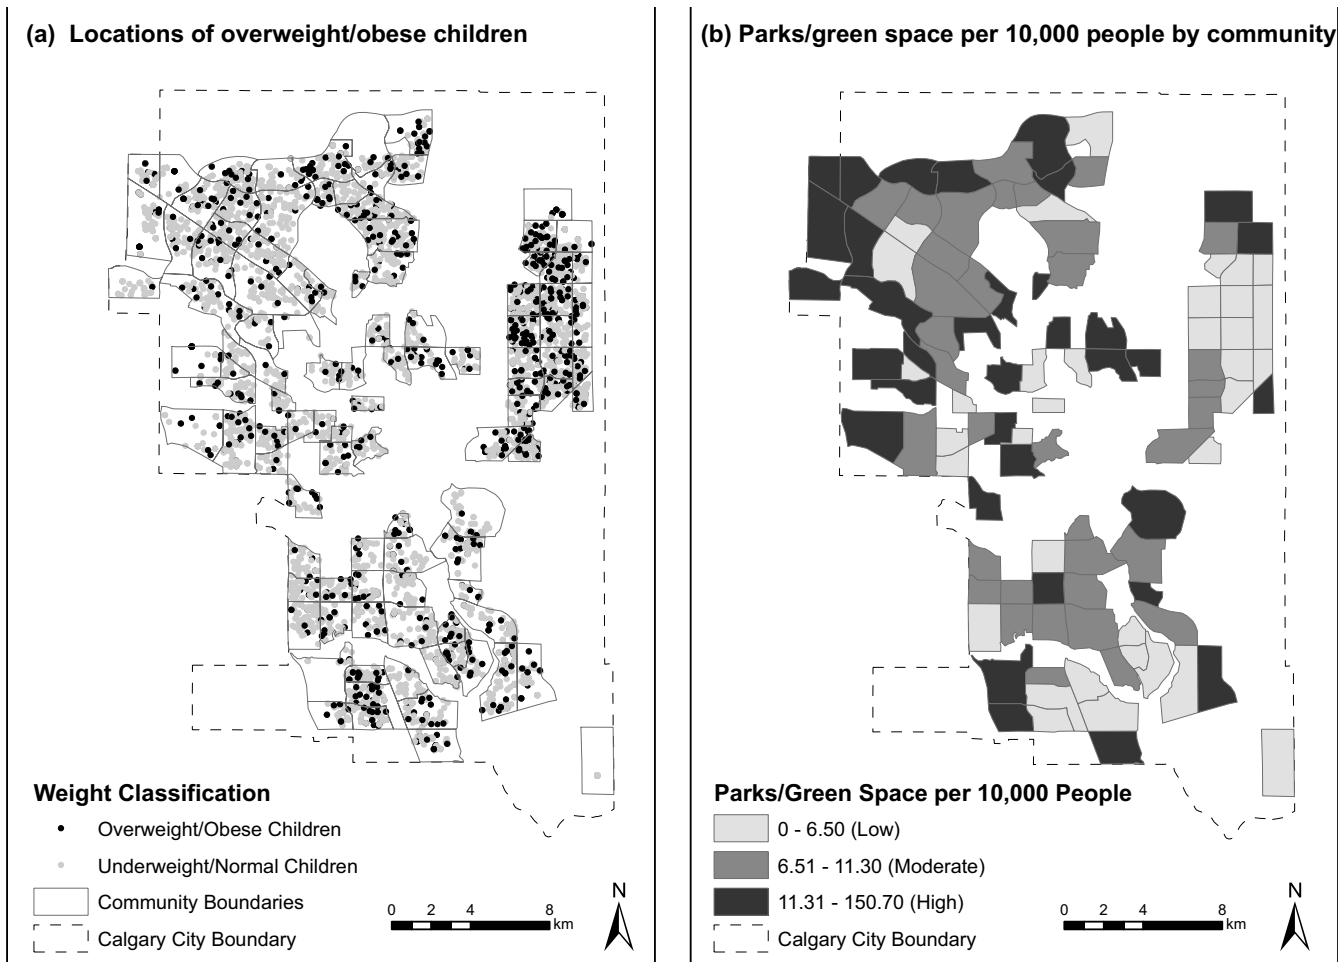 (a) Locations of overweight/obese children
Weight Classification
Overweight/Obese Children
Underweight/Normal Children
Community Boundaries
Calgary City Boundary
0 2 4 8
km
N
(b) Parks/green space per 10,000 people by community
Parks/Green Space per 10,000 People
0 - 6.50 (Low)
6.51 - 11.30 (Moderate)
11.31 - 150.70 (High)
Calgary City Boundary
0 2 4 8
km
N